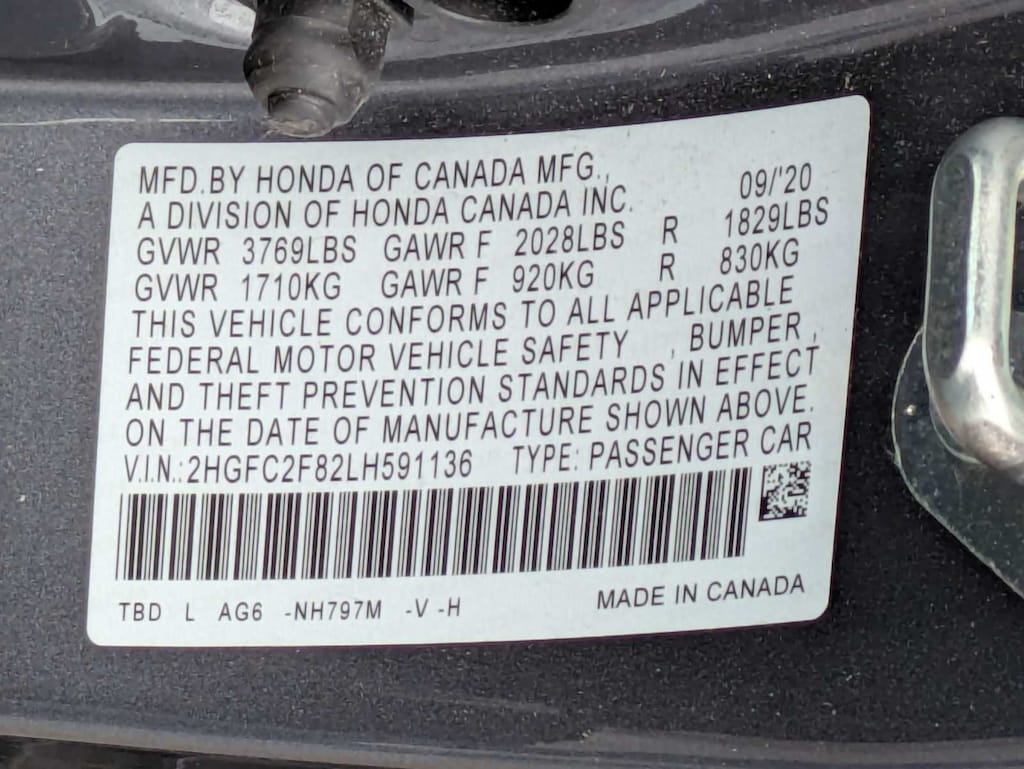 MFD.BY HONDA OF CANADA MFG., 09/'20
A DIVISION OF HONDA CANADA INC.
GVWR 3769LBS GAWR F 2028LBS R 1829LBS
GVWR 1710KG GAWR F 920KG R 830KG
THIS VEHICLE CONFORMS TO ALL APPLICABLE
FEDERAL MOTOR VEHICLE SAFETY , BUMPER ,
AND THEFT PREVENTION STANDARDS IN EFFECT
ON THE DATE OF MANUFACTURE SHOWN ABOVE.
V.I.N.:2HGFC2F82LH591136 TYPE: PASSENGER CAR
TBD L AG6 -NH797M -V -H MADE IN CANADA